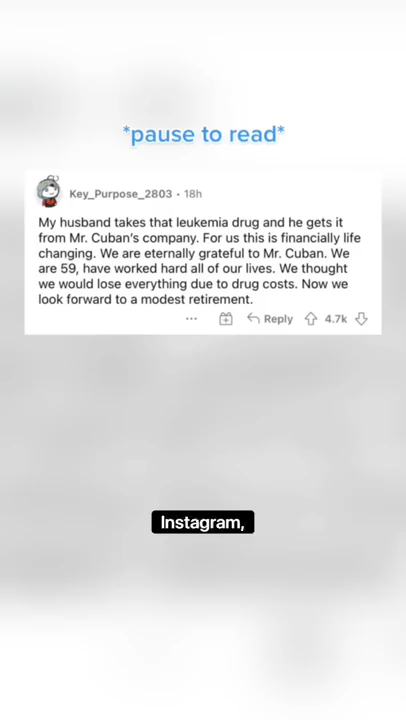 *pause to read*
Key_Purpose_2803 • 18h
My husband takes that leukemia drug and he gets it
from Mr. Cuban's company. For us this is financially life
changing. We are eternally grateful to Mr. Cuban. We
are 59, have worked hard all of our lives. We thought
we would lose everything due to drug costs. Now we
look forward to a modest retirement.
... Reply 4.7k
Instagram,